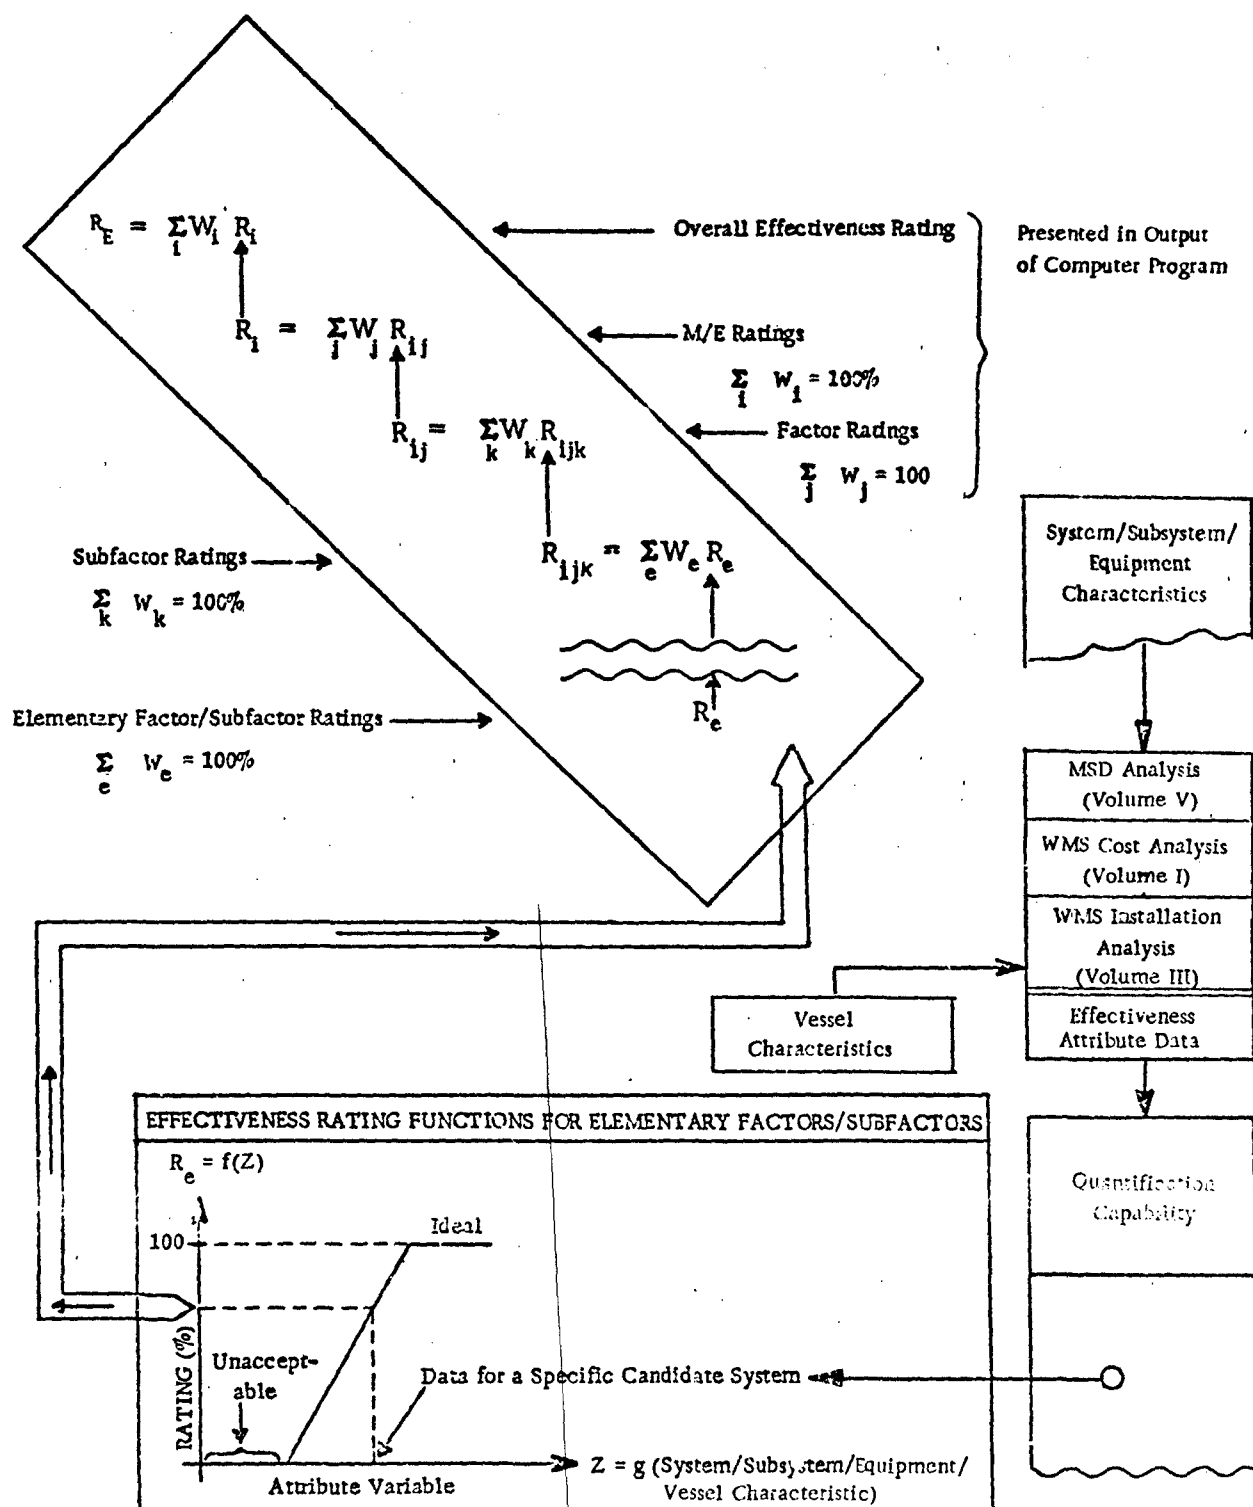 R_E = Σ_i W_i R_i
Overall Effectiveness Rating
Presented in Output
of Computer Program
R_i = Σ_j W_j R_ij
M/E Ratings
Σ_i W_i = 100%
R_ij = Σ_k W_k R_ijk
Factor Ratings
Σ_j W_j = 100
Subfactor Ratings
Σ_k W_k = 100%
R_ijk = Σ_e W_e R_e
System/Subsystem/
Equipment
Characteristics
Elementary Factor/Subfactor Ratings
Σ_e W_e = 100%
R_e
MSD Analysis
(Volume V)
WMS Cost Analysis
(Volume I)
WMS Installation
Analysis
(Volume III)
Effectiveness
Attribute Data
Vessel
Characteristics
EFFECTIVENESS RATING FUNCTIONS FOR ELEMENTARY FACTORS/SUBFACTORS
R_e = f(Z)
Quantification
Capability
Ideal
100
RATING (%)
Unaccept-
able
Data for a Specific Candidate System
Attribute Variable
Z = g (System/Subsystem/Equipment/
Vessel Characteristic)